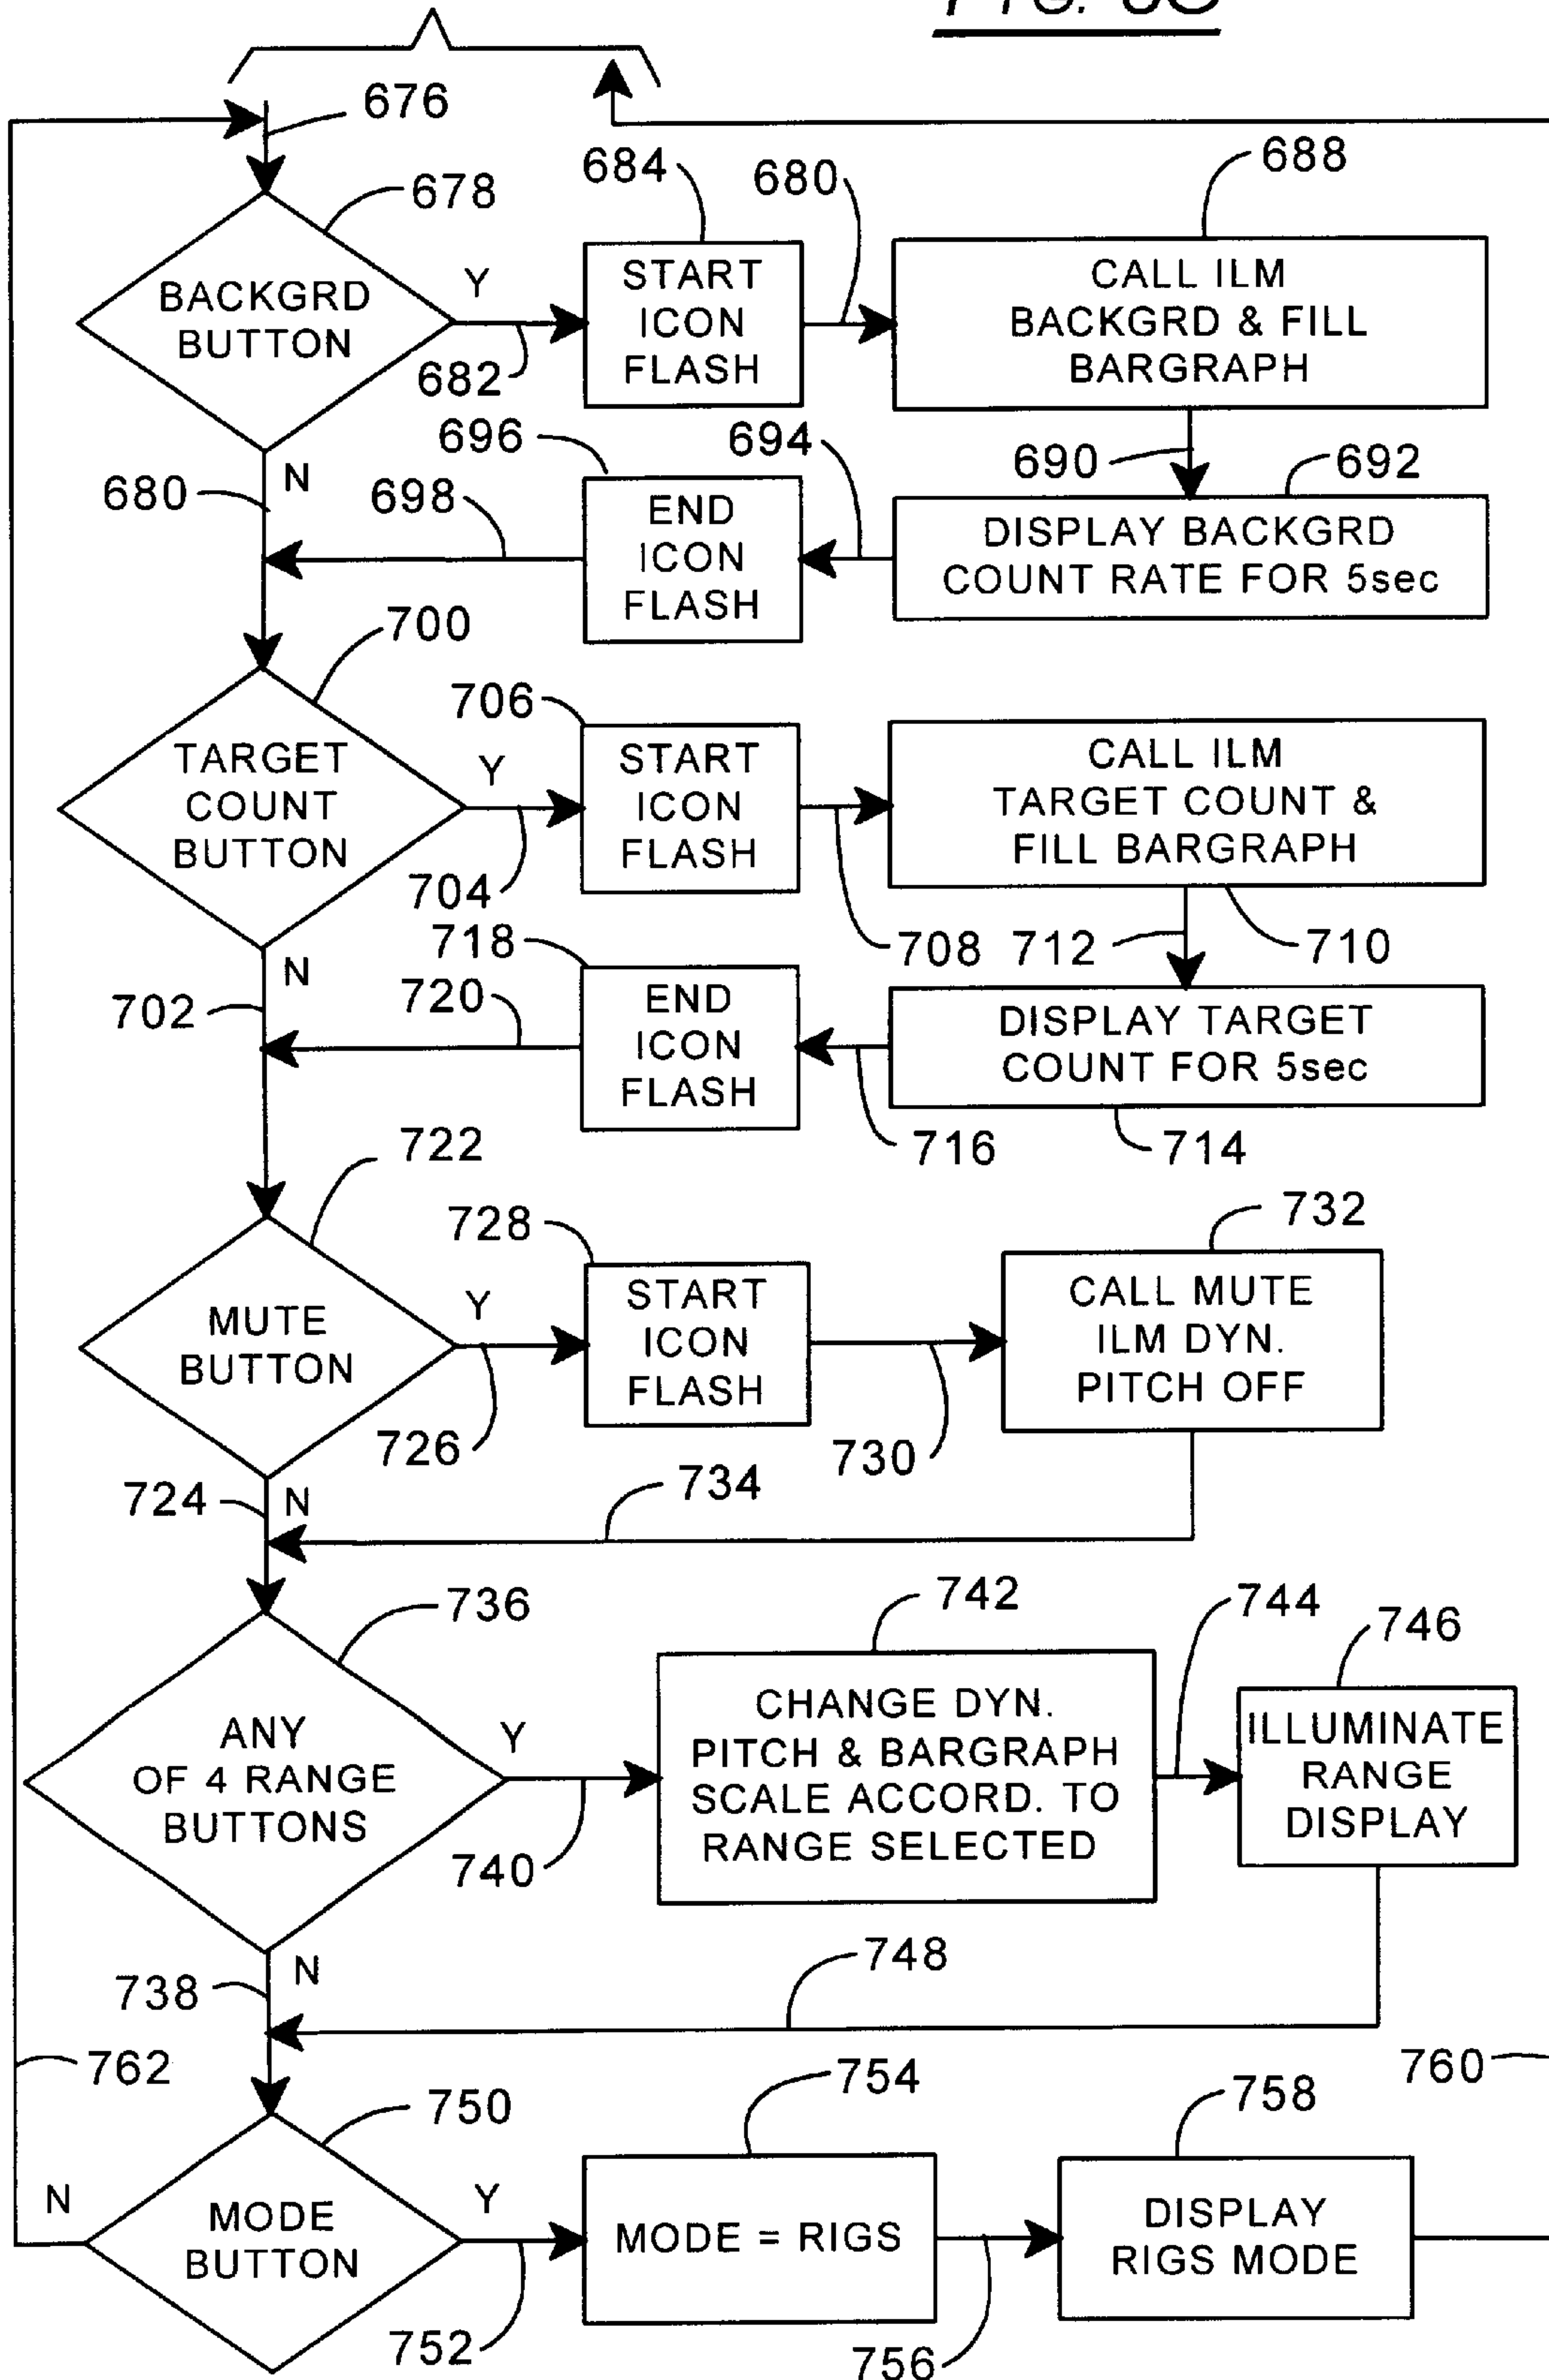 676
678
684
680
688
BACKGRD
BUTTON
Y
682
START
ICON
FLASH
CALL ILM
BACKGRD & FILL
BARGRAPH
N
680
698
696
694
690
692
END
ICON
FLASH
DISPLAY BACKGRD
COUNT RATE FOR 5sec
700
706
TARGET
COUNT
BUTTON
Y
704
START
ICON
FLASH
CALL ILM
TARGET COUNT &
FILL BARGRAPH
708
712
710
N
702
718
720
END
ICON
FLASH
DISPLAY TARGET
COUNT FOR 5sec
716
714
722
728
732
MUTE
BUTTON
Y
726
START
ICON
FLASH
730
CALL MUTE
ILM DYN.
PITCH OFF
724
N
734
736
742
744
746
ANY
OF 4 RANGE
BUTTONS
Y
740
CHANGE DYN.
PITCH & BARGRAPH
SCALE ACCORD. TO
RANGE SELECTED
ILLUMINATE
RANGE
DISPLAY
N
738
748
762
750
754
758
760
N
MODE
BUTTON
Y
752
MODE = RIGS
756
DISPLAY
RIGS MODE